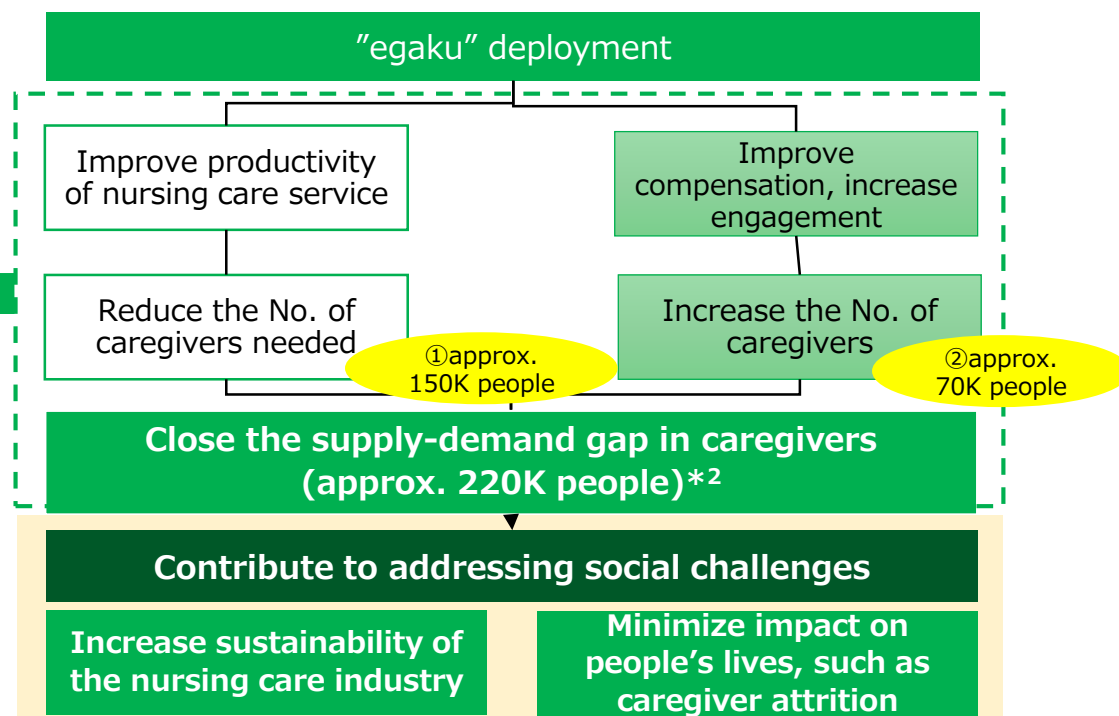 ”egaku” deployment
Improve productivity
of nursing care service
Improve
compensation, increase
engagement
Reduce the No. of
caregivers needed
①approx.
150K people
Increase the No. of
caregivers
②approx.
70K people
Close the supply-demand gap in caregivers
(approx. 220K people)*2
Contribute to addressing social challenges
Increase sustainability of
the nursing care industry
Minimize impact on
people’s lives, such as
caregiver attrition